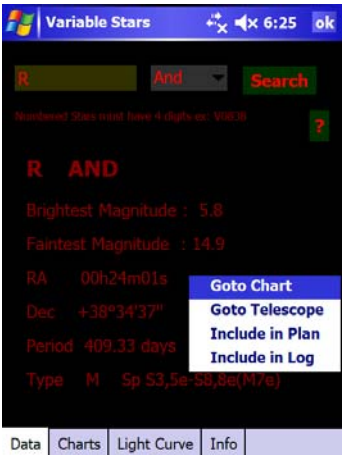 Variable Stars 6:25 ok
R And Search
Numbered Stars must have 4 digits ex: V0838
?
R AND
Brightest Magnitude : 5.8
Faintest Magnitude : 14.9
RA 00h24m01s
Dec +38º34'37"
Period 409.33 days
Type M Sp S3,5e-S8,8e(M7e)
Goto Chart
Goto Telescope
Include in Plan
Include in Log
Data Charts Light Curve Info